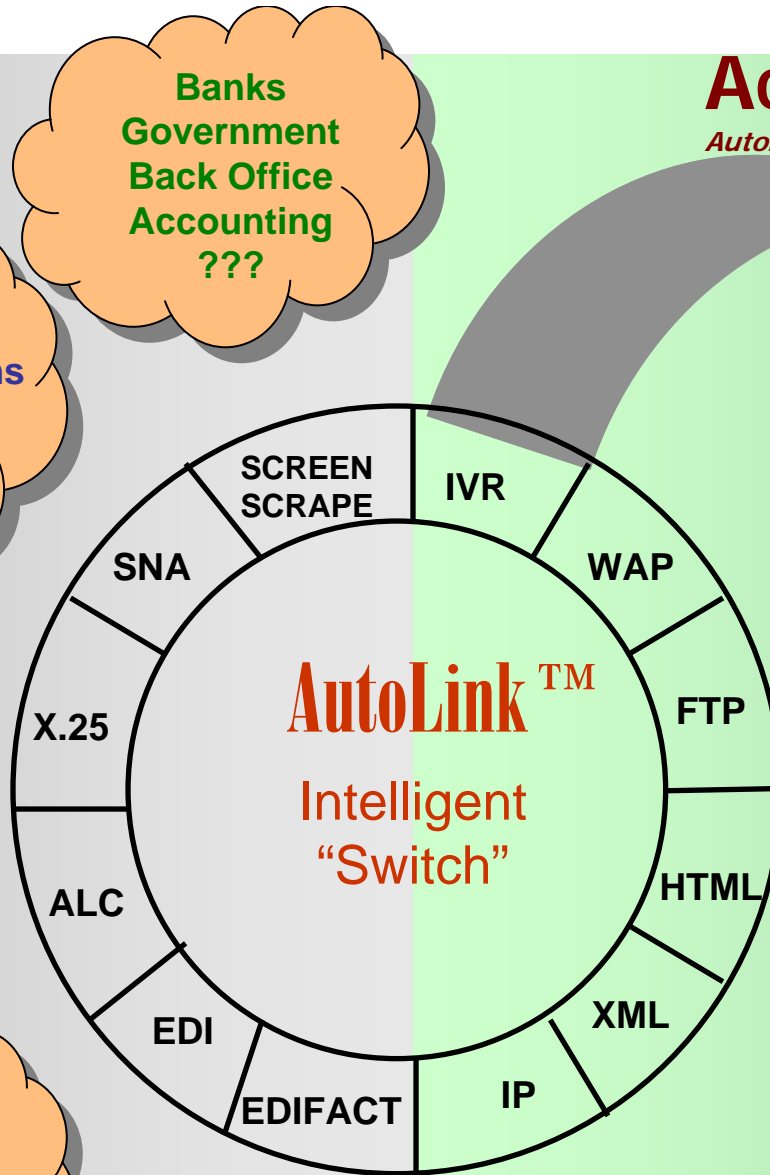 Banks
Government
Back Office
Accounting
???
SCREEN
SCRAPE
IVR
SNA
WAP
AutoLink ™
X.25
FTP
Intelligent
“Switch”
ALC
HTML
EDI
XML
EDIFACT
IP